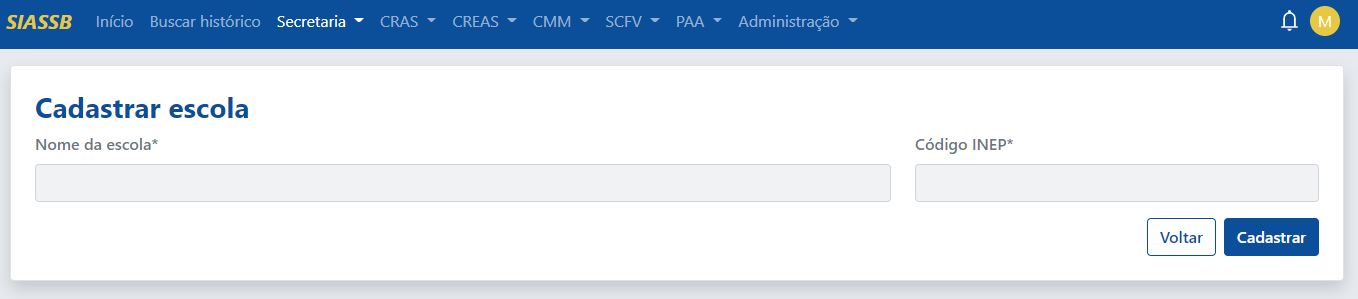 SIASSB Início Buscar histórico Secretaria CRAS CREAS CMM SCFV PAA Administração M
Cadastrar escola
Nome da escola* Código INEP*
Voltar Cadastrar